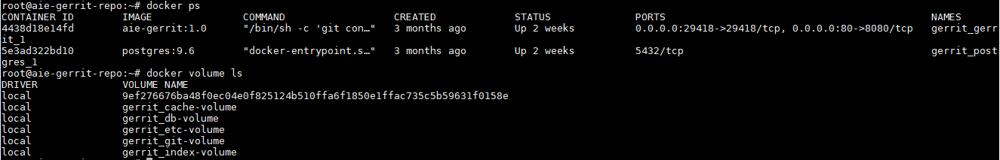 root@aie-gerrit-repo:~# docker ps
CONTAINER ID        IMAGE               COMMAND                  CREATED             STATUS              PORTS                                            NAMES
4438d18e14fd        aie-gerrit:1.0      "/bin/sh -c 'git con…"   3 months ago        Up 2 weeks          0.0.0.0:29418->29418/tcp, 0.0.0.0:80->8080/tcp   gerrit_gerr
it_1
5e3ad322bd10        postgres:9.6        "docker-entrypoint.s…"   3 months ago        Up 2 weeks          5432/tcp                                         gerrit_post
gres_1
root@aie-gerrit-repo:~# docker volume ls
DRIVER              VOLUME NAME
local               9ef276676ba48f0ec04e0f825124b510ffa6f1850e1ffac735c5b59631f0158e
local               gerrit_cache-volume
local               gerrit_db-volume
local               gerrit_etc-volume
local               gerrit_git-volume
local               gerrit_index-volume